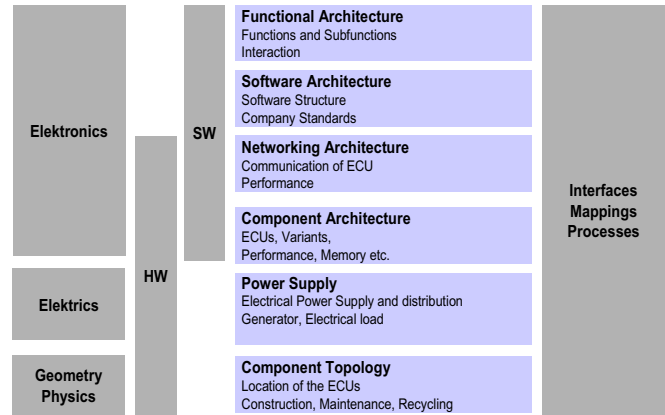 Elektronics
Elektrics
Geometry
Physics
HW
SW
Functional Architecture
Functions and Subfunctions
Interaction
Software Architecture
Software Structure
Company Standards
Networking Architecture
Communication of ECU
Performance
Component Architecture
ECUs, Variants,
Performance, Memory etc.
Power Supply
Electrical Power Supply and distribution
Generator, Electrical load
Component Topology
Location of the ECUs
Construction, Maintenance, Recycling
Interfaces
Mappings
Processes